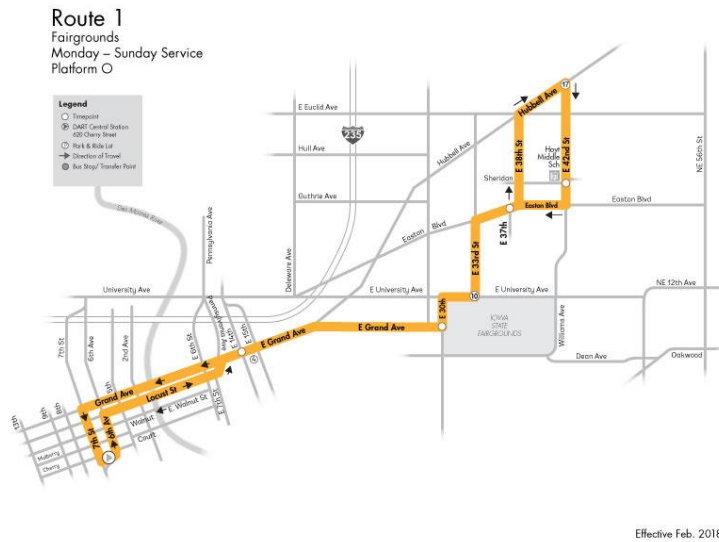 Route 1
Fairgrounds
Monday – Sunday Service
Platform O
Legend
Timepoint
DART Central Station
620 Cherry Street
Park & Ride Lot
Direction of Travel
Bus Stop/ Transfer Point
E Euclid Ave
Hull Ave
Guthrie Ave
235
Hubbell Ave
Hubbell Ave
17
E 38th St
E 42nd St
Hoyt
Middle
Sch
Sheridan
NE 56th St
Easton Blvd
Easton Blvd
Easton Blvd
E 37th
E 33rd St
Des Moines River
Pennsylvania Ave
Delaware Ave
University Ave
E University Ave
10
E University Ave
NE 12th Ave
E 30th
IOWA
STATE
FAIRGROUNDS
Williams Ave
Dean Ave
Oakwood
7th St
6th Ave
2nd Ave
5th
E 6th St
Pennsylvania Ave
E 14th
E 15th
E Grand Ave
E Grand Ave
Grand Ave
Locust St
E 7th St
Walnut
E. Walnut St
Court
13th
9th
8th
7th St
6th Av
Mulberry
Cherry
Effective Feb. 2018